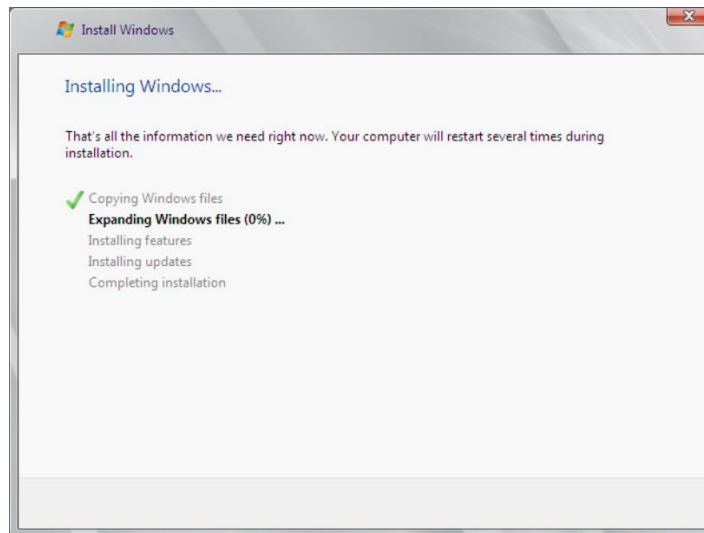 Install Windows
Installing Windows...
That's all the information we need right now. Your computer will restart several times during
installation.
Copying Windows files
Expanding Windows files (0%) ...
Installing features
Installing updates
Completing installation